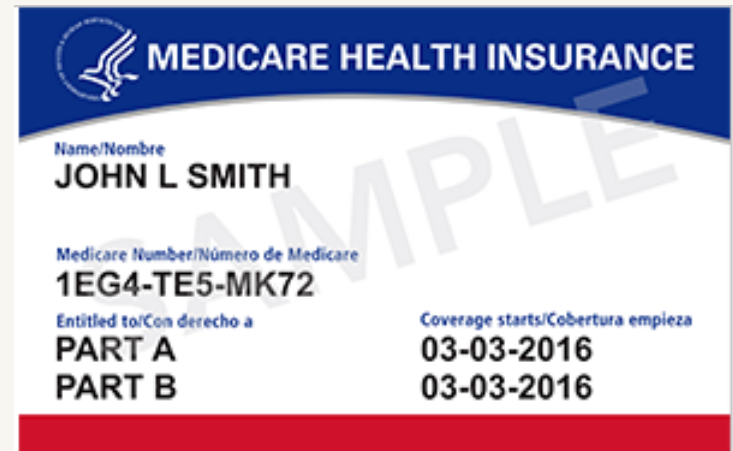 MEDICARE HEALTH INSURANCE
Name/Nombre
JOHN L SMITH
Medicare Number/Número de Medicare
1EG4-TE5-MK72
Entitled to/Con derecho a Coverage starts/Cobertura empieza
PART A 03-03-2016
PART B 03-03-2016
SAMPLE